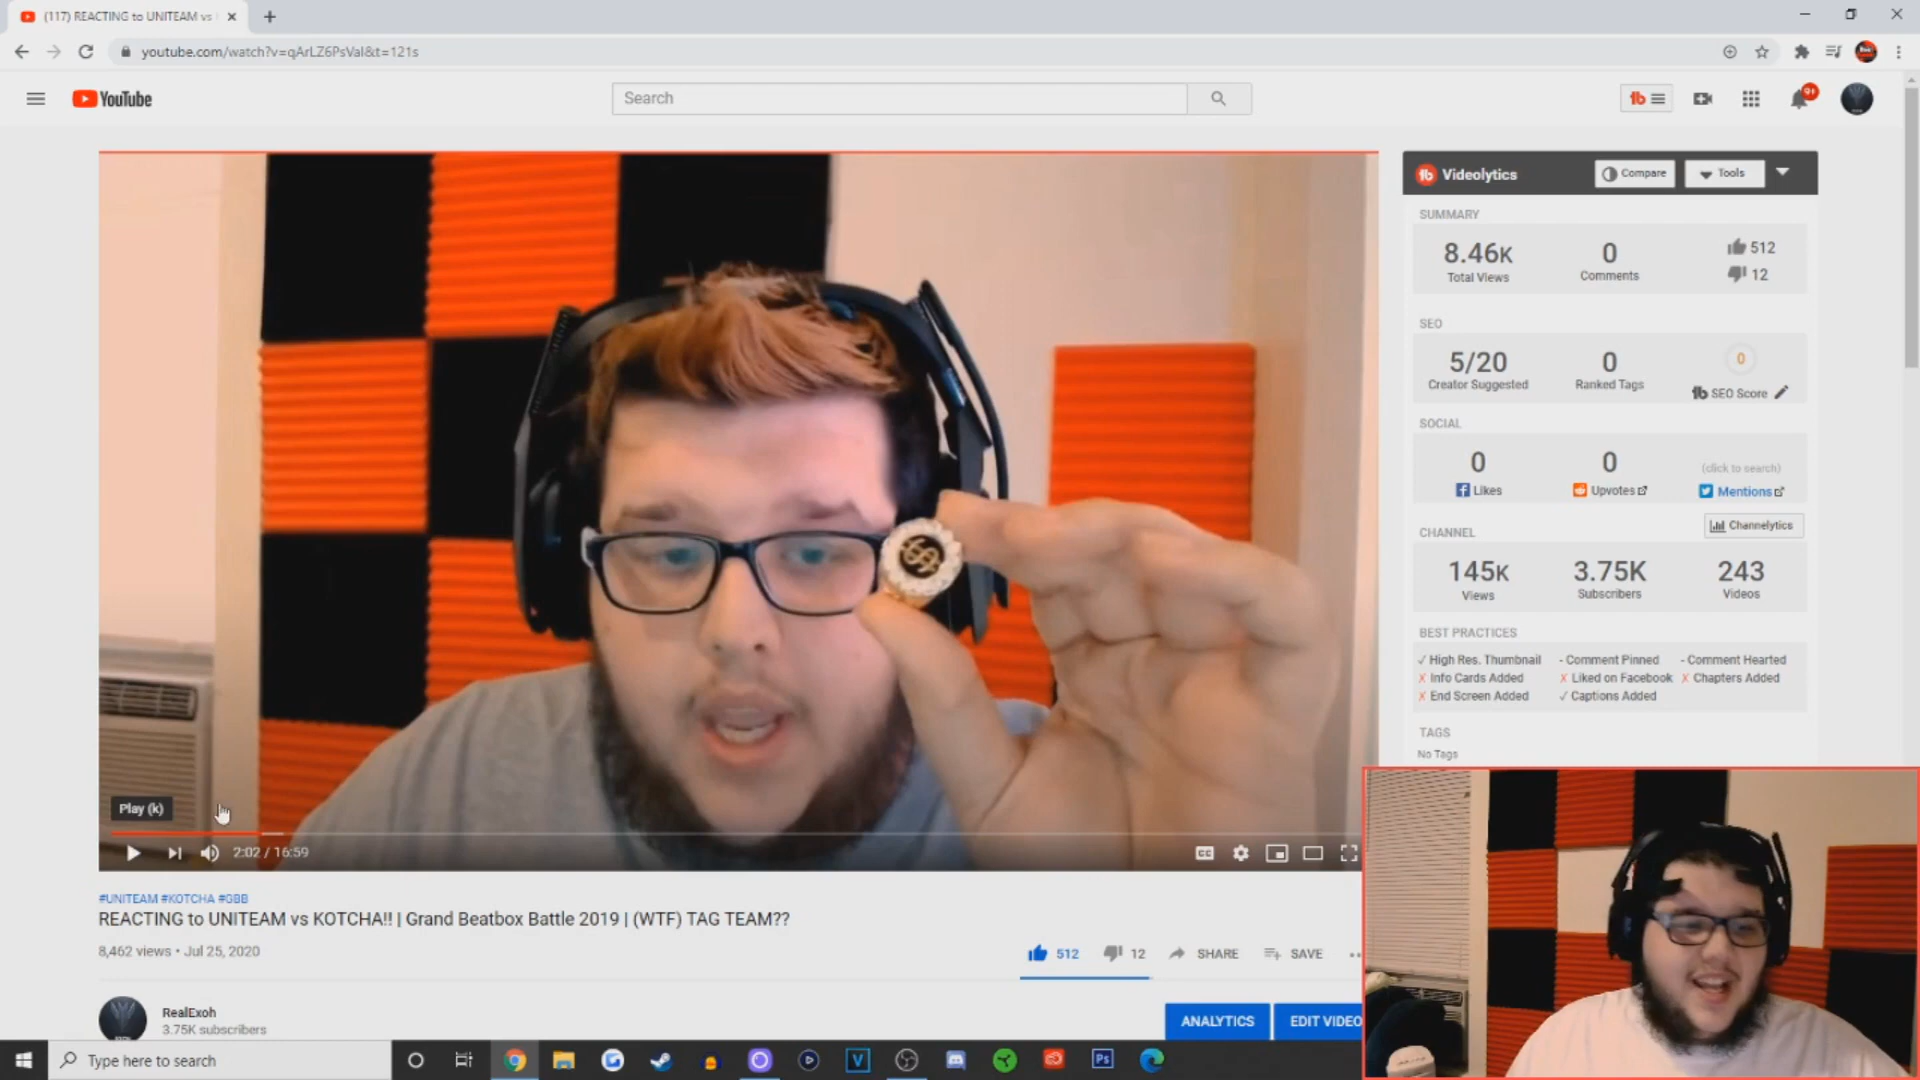 (117) REACTING to UNITEAM vs
youtube.com/watch?v=qArLZ6PsVaI&t=121s
YouTube
Search
9+
Videolytics
Compare
Tools
SUMMARY
8.46K
Total Views
0
Comments
512
12
SEO
5/20
Creator Suggested
0
Ranked Tags
0
SEO Score
SOCIAL
0
Likes
0
Upvotes
(click to search)
Mentions
CHANNEL
Channelytics
145K
Views
3.75K
Subscribers
243
Videos
BEST PRACTICES
✓ High Res. Thumbnail - Comment Pinned - Comment Hearted
X Info Cards Added X Liked on Facebook X Chapters Added
X End Screen Added ✓ Captions Added
TAGS
No Tags
Play (k)
2:02 / 16:59
CC
#UNITEAM #KOTCHA #GBB
REACTING to UNITEAM vs KOTCHA!! | Grand Beatbox Battle 2019 | (WTF) TAG TEAM??
8,462 views • Jul 25, 2020
512
12
SHARE
SAVE
RealExoh
3.75K subscribers
ANALYTICS
EDIT VIDEO
Type here to search
V
Ps